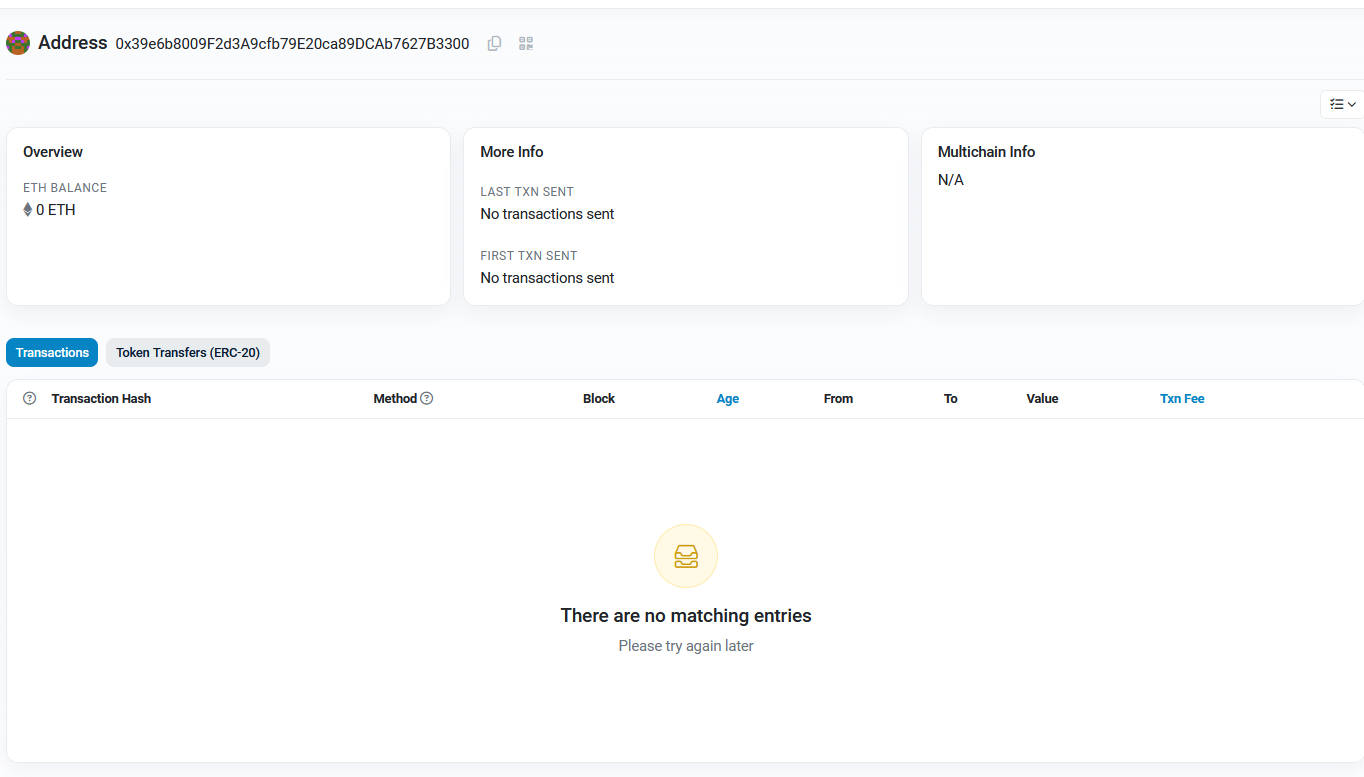 Address 0x39e6b8009F2d3A9cfb79E20ca89DCAb7627B3300
Overview
ETH BALANCE
0 ETH
More Info
LAST TXN SENT
No transactions sent
FIRST TXN SENT
No transactions sent
Multichain Info
N/A
Transactions Token Transfers (ERC-20)
Transaction Hash Method Block Age From To Value Txn Fee
There are no matching entries
Please try again later